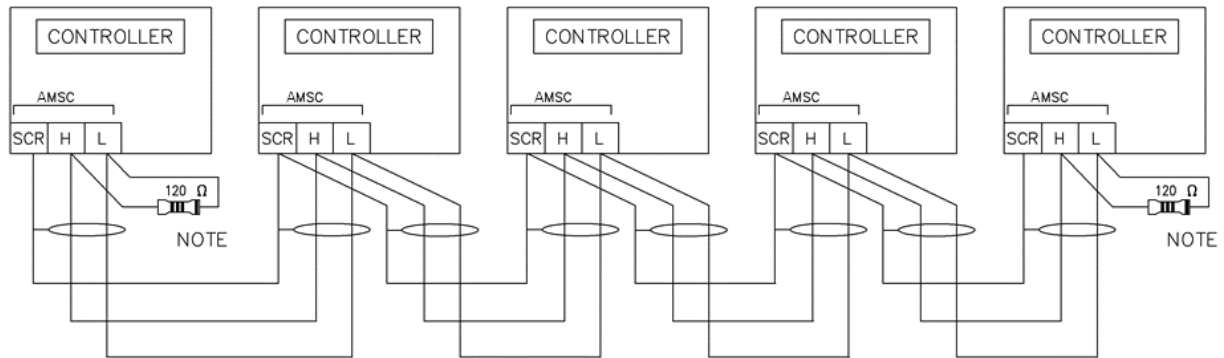 CONTROLLER CONTROLLER CONTROLLER CONTROLLER CONTROLLER
AMSC AMSC AMSC AMSC AMSC
SCR H L SCR H L SCR H L SCR H L SCR H L
120 Ω 120 Ω
NOTE NOTE